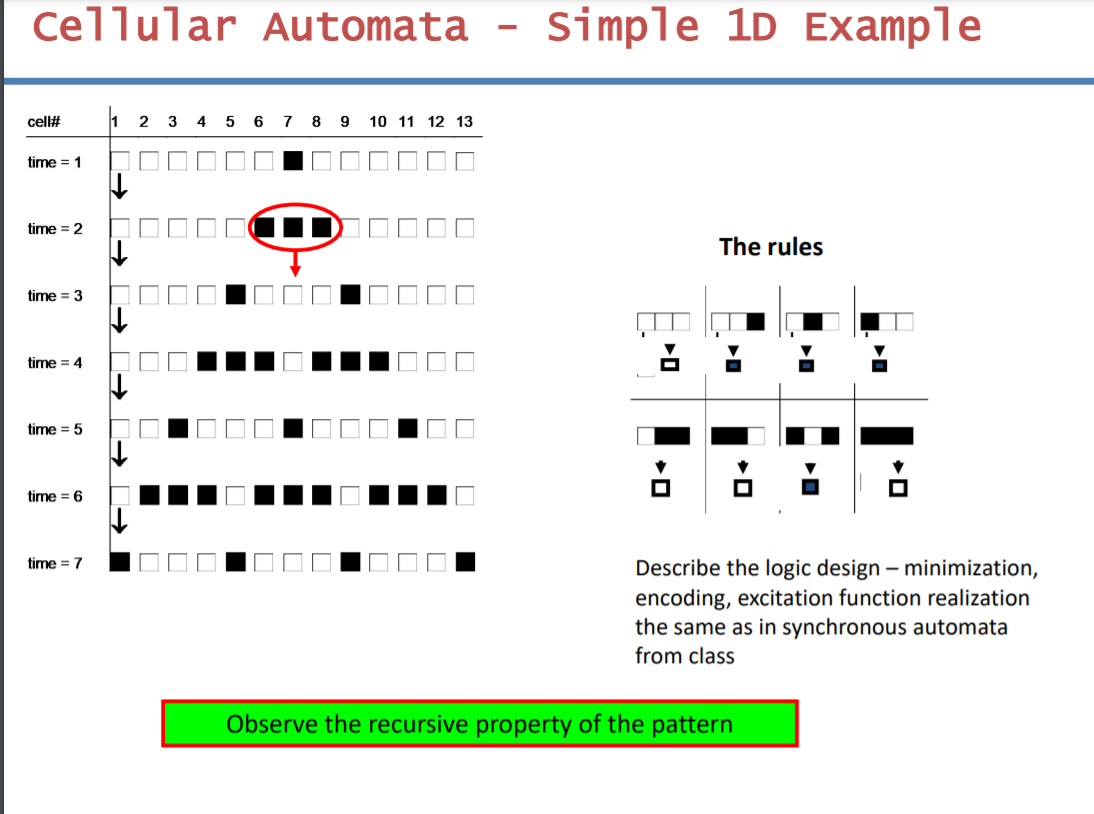 Cellular Automata - Simple 1D Example
cell# 1 2 3 4 5 6 7 8 9 10 11 12 13
time = 1
time = 2
time = 3
time = 4
time = 5
time = 6
time = 7
The rules
Describe the logic design – minimization,
encoding, excitation function realization
the same as in synchronous automata
from class
Observe the recursive property of the pattern